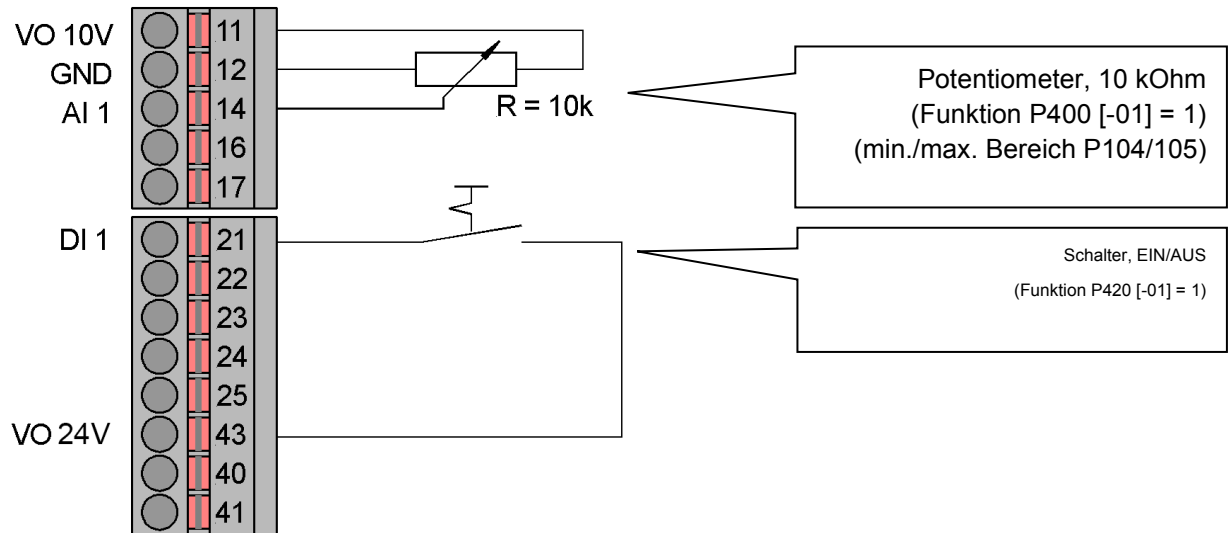 VO 10V 11
GND 12
AI 1 14
R = 10k
16
17
Potentiometer, 10 kOhm
(Funktion P400 [-01] = 1)
(min./max. Bereich P104/105)
DI 1 21
22
23
24
25
VO 24V 43
40
41
Schalter, EIN/AUS
(Funktion P420 [-01] = 1)